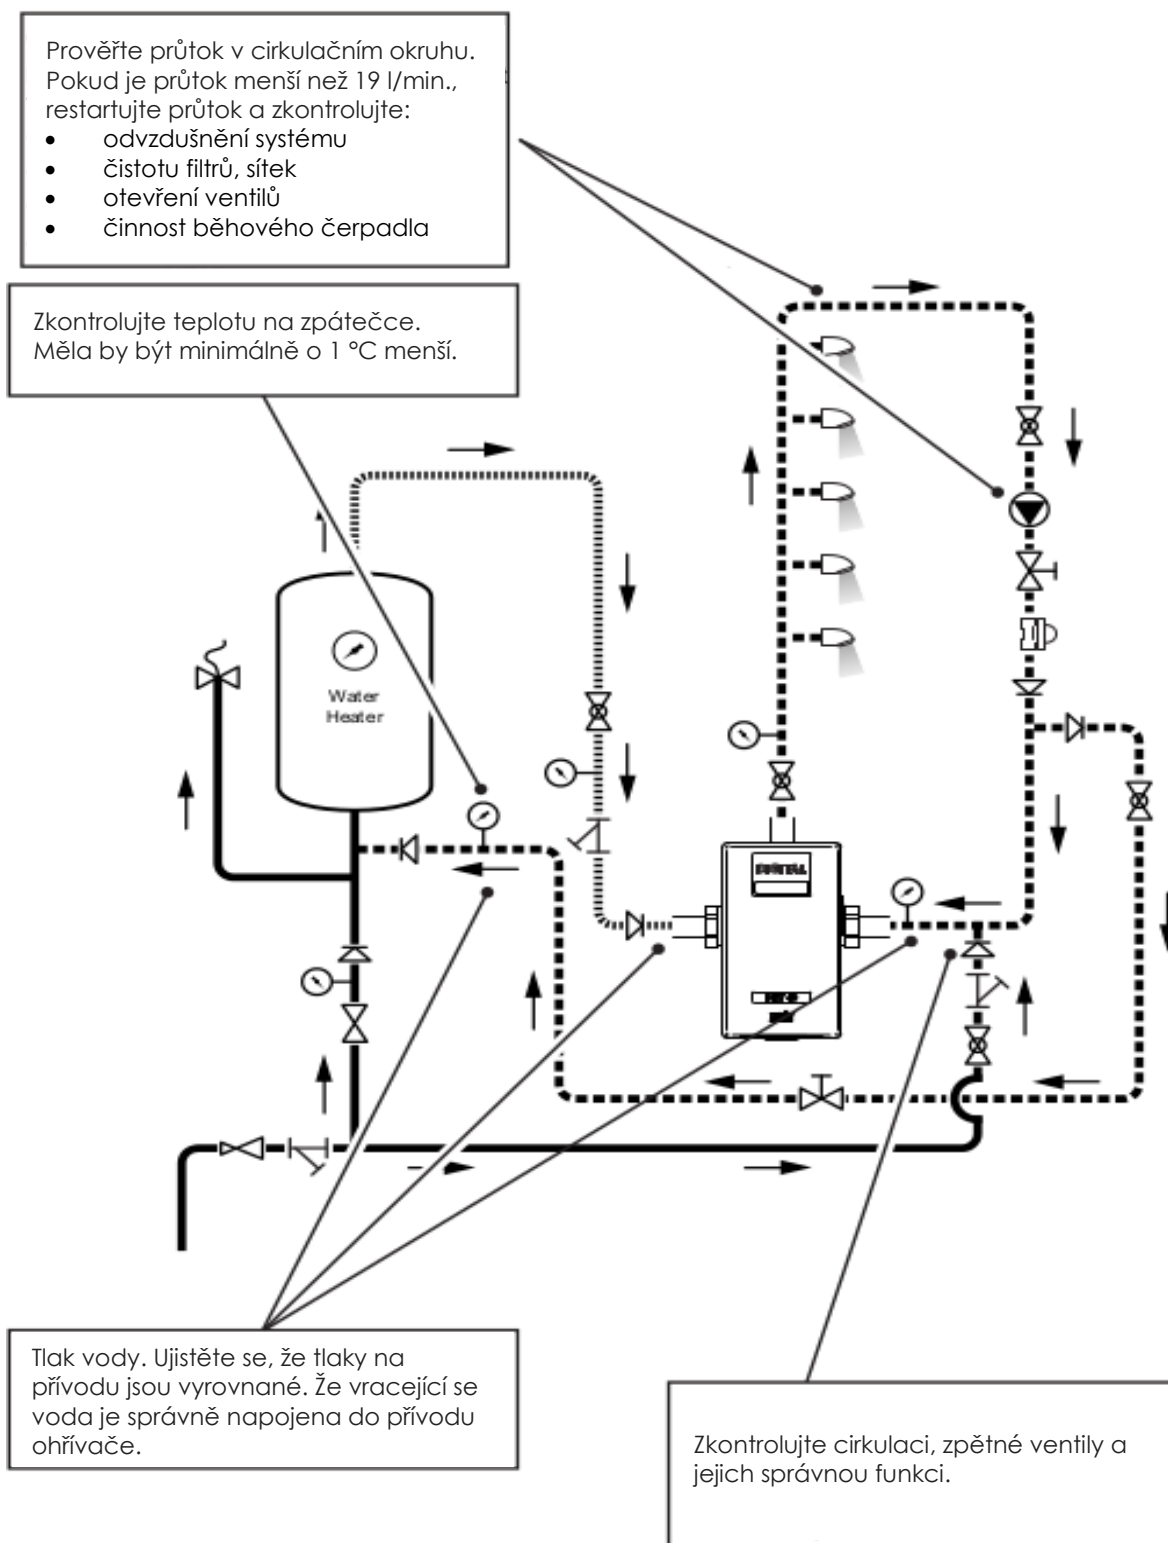 Prověřte průtok v cirkulačním okruhu.
Pokud je průtok menší než 19 l/min.,
restartujte průtok a zkontrolujte:
• odvzdušnění systému
• čistotu filtrů, sítek
• otevření ventilů
• činnost běhového čerpadla
Zkontrolujte teplotu na zpátečce.
Měla by být minimálně o 1 °C menší.
Water
Heater
Tlak vody. Ujistěte se, že tlaky na
přívodu jsou vyrovnané. Že vracející se
voda je správně napojena do přívodu
ohřívače.
Zkontrolujte cirkulaci, zpětné ventily a
jejich správnou funkci.